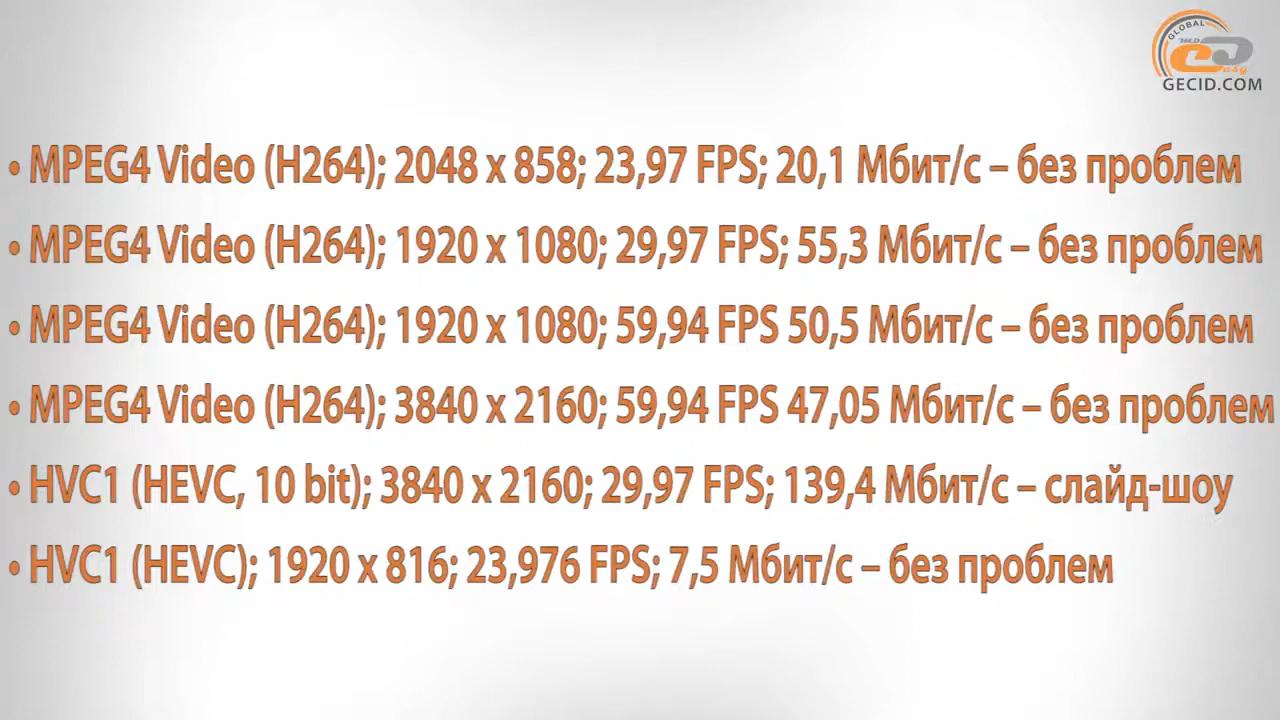 GLOBAL
easy
GECID.COM
• MPEG4 Video (H264); 2048 x 858; 23,97 FPS; 20,1 Мбит/с – без проблем
• MPEG4 Video (H264); 1920 x 1080; 29,97 FPS; 55,3 Мбит/с – без проблем
• MPEG4 Video (H264); 1920 x 1080; 59,94 FPS 50,5 Мбит/с – без проблем
• MPEG4 Video (H264); 3840 x 2160; 59,94 FPS 47,05 Мбит/с – без проблем
• HVC1 (HEVC, 10 bit); 3840 x 2160; 29,97 FPS; 139,4 Мбит/с – слайд-шоу
• HVC1 (HEVC); 1920 x 816; 23,976 FPS; 7,5 Мбит/с – без проблем